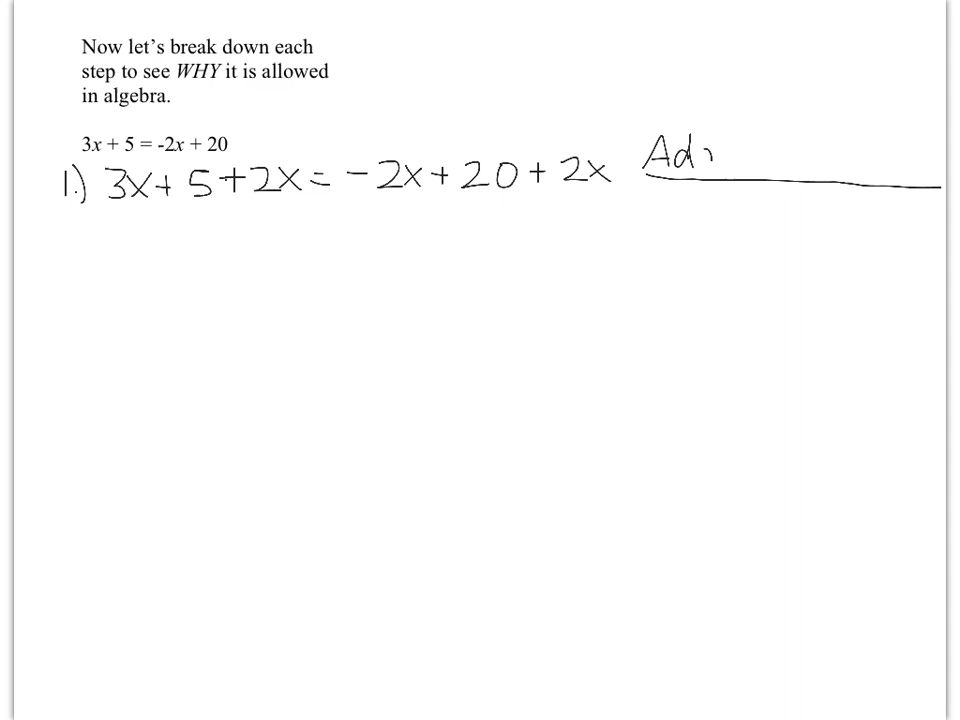 Now let's break down each
step to see WHY it is allowed
in algebra.
3x + 5 = -2x + 20
1.) 3x + 5 + 2x = -2x + 20 + 2x